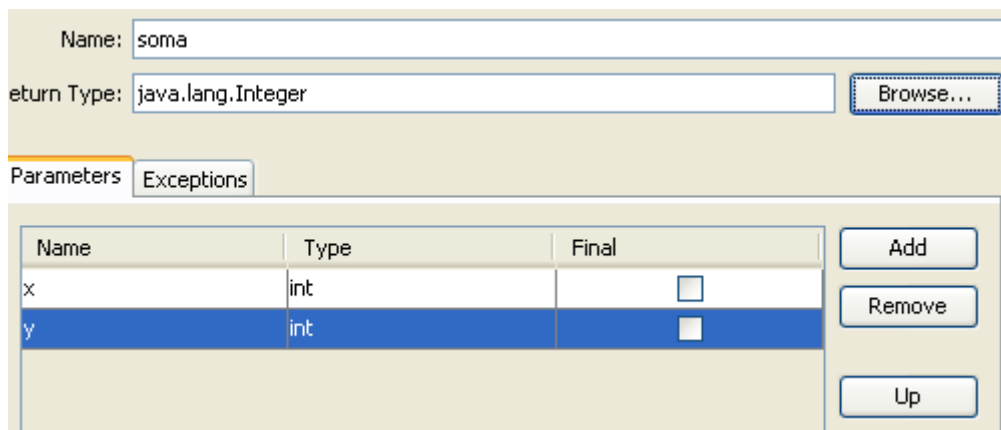 Name: soma
eturn Type: java.lang.Integer Browse...
Parameters Exceptions
Name Type Final Add
x int
Remove
y int
Up